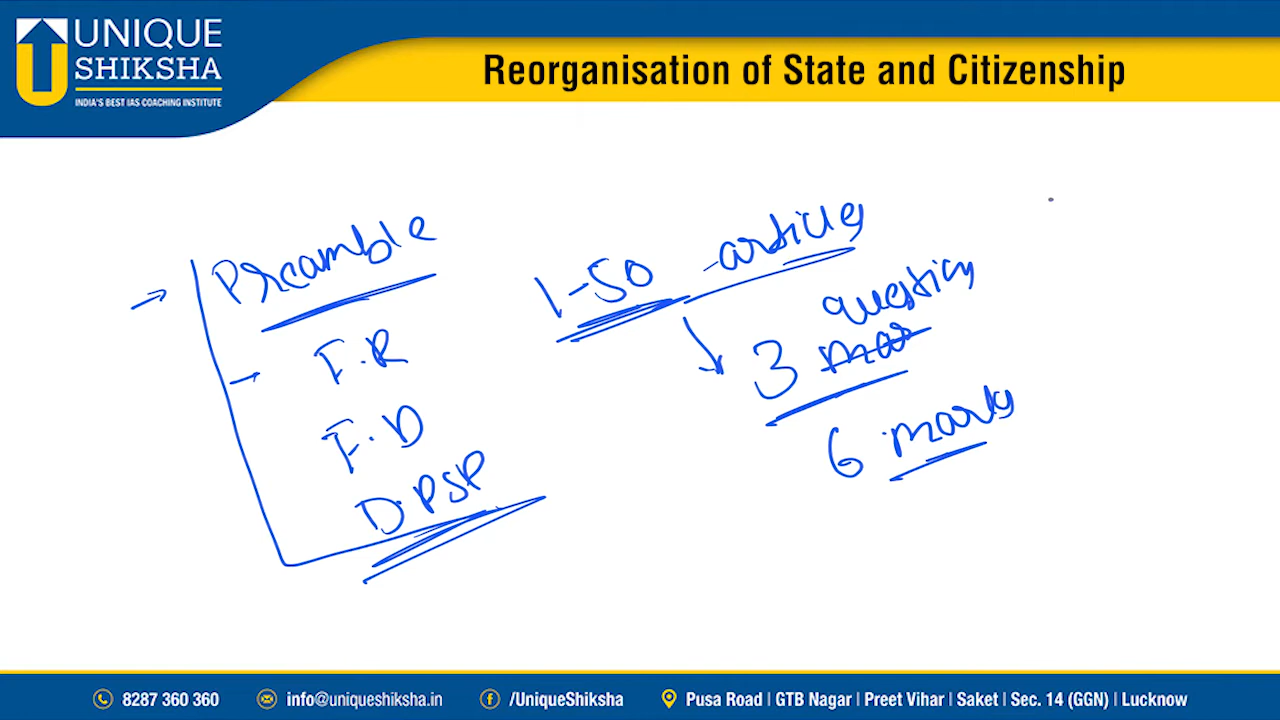 UNIQUE
SHIKSHA
INDIA'S BEST IAS COACHING INSTITUTE
Reorganisation of State and Citizenship
Preamble
F.R
F.D
D.PSP
1-50 articles
question
3 mar
6 marks
8287 360 360
info@uniqueshiksha.in
/UniqueShiksha
Pusa Road | GTB Nagar | Preet Vihar | Saket | Sec. 14 (GGN) | Lucknow